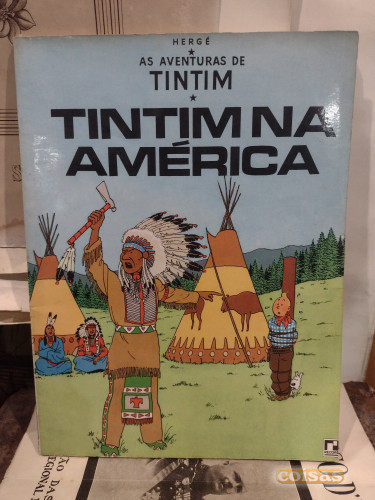 HERGÉ
AS AVENTURAS DE
TINTIM
TINTIM NA
AMÉRICA
coisas